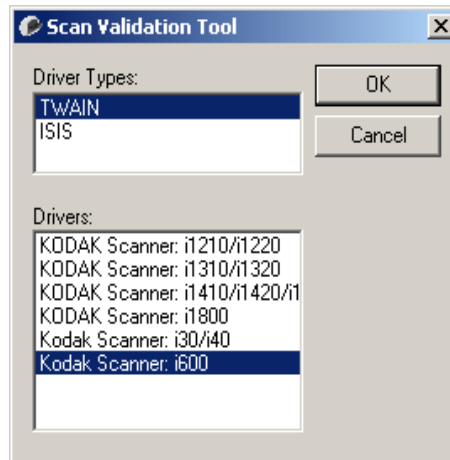 Scan Validation Tool
Driver Types:
TWAIN
ISIS
OK
Cancel
Drivers:
KODAK Scanner: i1210/i1220
KODAK Scanner: i1310/i1320
KODAK Scanner: i1410/i1420/i1
KODAK Scanner: i1800
Kodak Scanner: i30/i40
Kodak Scanner: i600